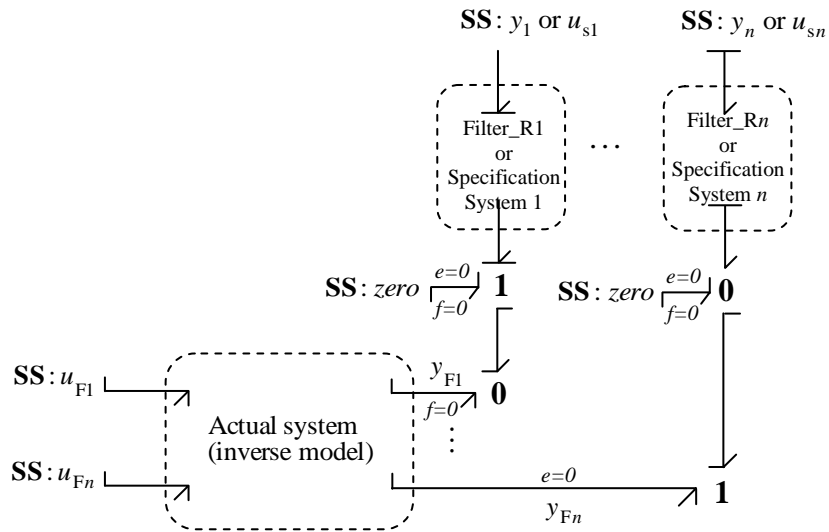 SS: y1 or us1
SS: yn or usn
Filter_R1
or
Specification
System 1
...
Filter_Rn
or
Specification
System n
SS: zero
e=0
f=0
1
SS: zero
e=0
f=0
0
SS: uF1
yF1
f=0
0
Actual system
(inverse model)
...
SS: uFn
e=0
yFn
1